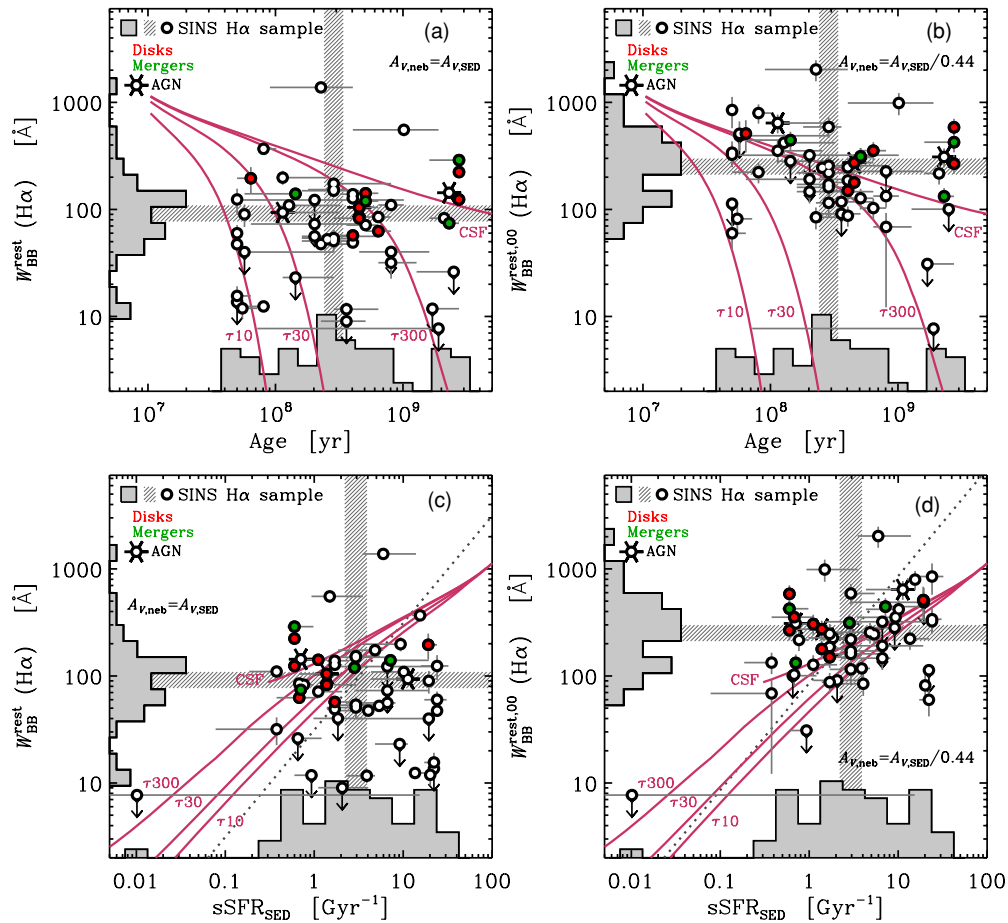 (a)
SINS Hα sample
Disks
Mergers
AGN
A_V,neb=A_V,SED
1000
100
10
W_BB^rest (Hα) [Å]
CSF
τ10
τ30
τ300
10^7
10^8
10^9
Age [yr]
(b)
SINS Hα sample
Disks
Mergers
AGN
A_V,neb=A_V,SED/0.44
1000
100
10
W_BB^rest,00 (Hα) [Å]
CSF
τ10
τ30
τ300
10^7
10^8
10^9
Age [yr]
(c)
SINS Hα sample
Disks
Mergers
AGN
A_V,neb=A_V,SED
1000
100
10
W_BB^rest (Hα) [Å]
CSF
τ300
τ30
τ10
0.01
0.1
1
10
100
sSFR_SED [Gyr^-1]
(d)
SINS Hα sample
Disks
Mergers
AGN
1000
100
10
W_BB^rest,00 (Hα) [Å]
CSF
A_V,neb=A_V,SED/0.44
τ300
τ30
τ10
0.01
0.1
1
10
100
sSFR_SED [Gyr^-1]